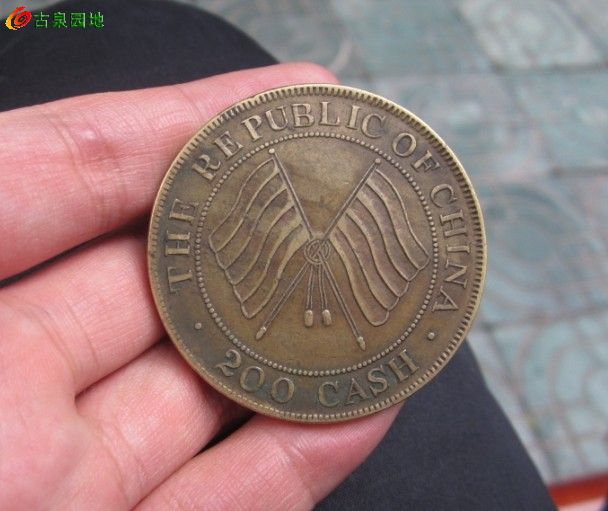 古泉园地
THE REPUBLIC OF CHINA
200 CASH